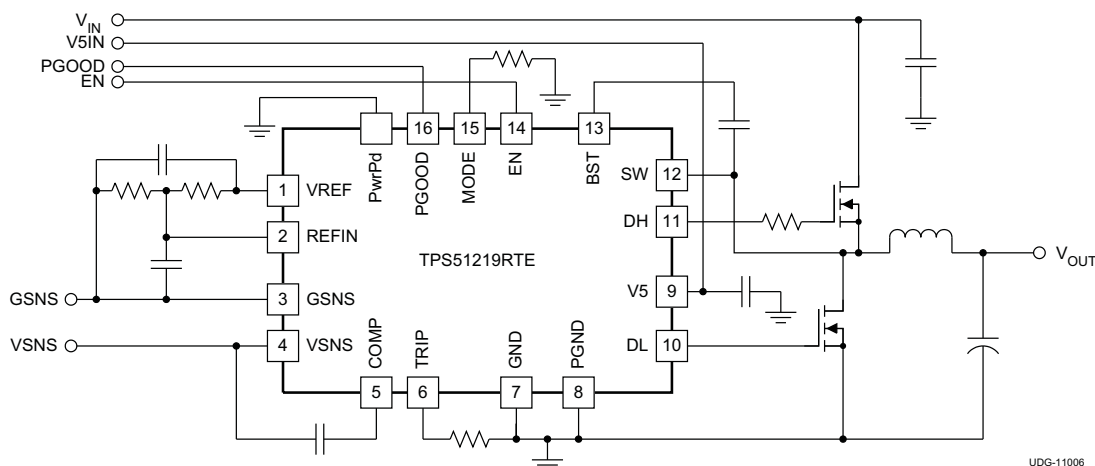 VIN
V5IN
PGOOD
EN
16
15
14
13
PwrPd
PGOOD
MODE
EN
BST
SW
12
DH
11
1
VREF
2
REFIN
TPS51219RTE
VOUT
GSNS
3
GSNS
V5
9
VSNS
4
VSNS
DL
10
COMP
TRIP
GND
PGND
5
6
7
8
UDG-11006